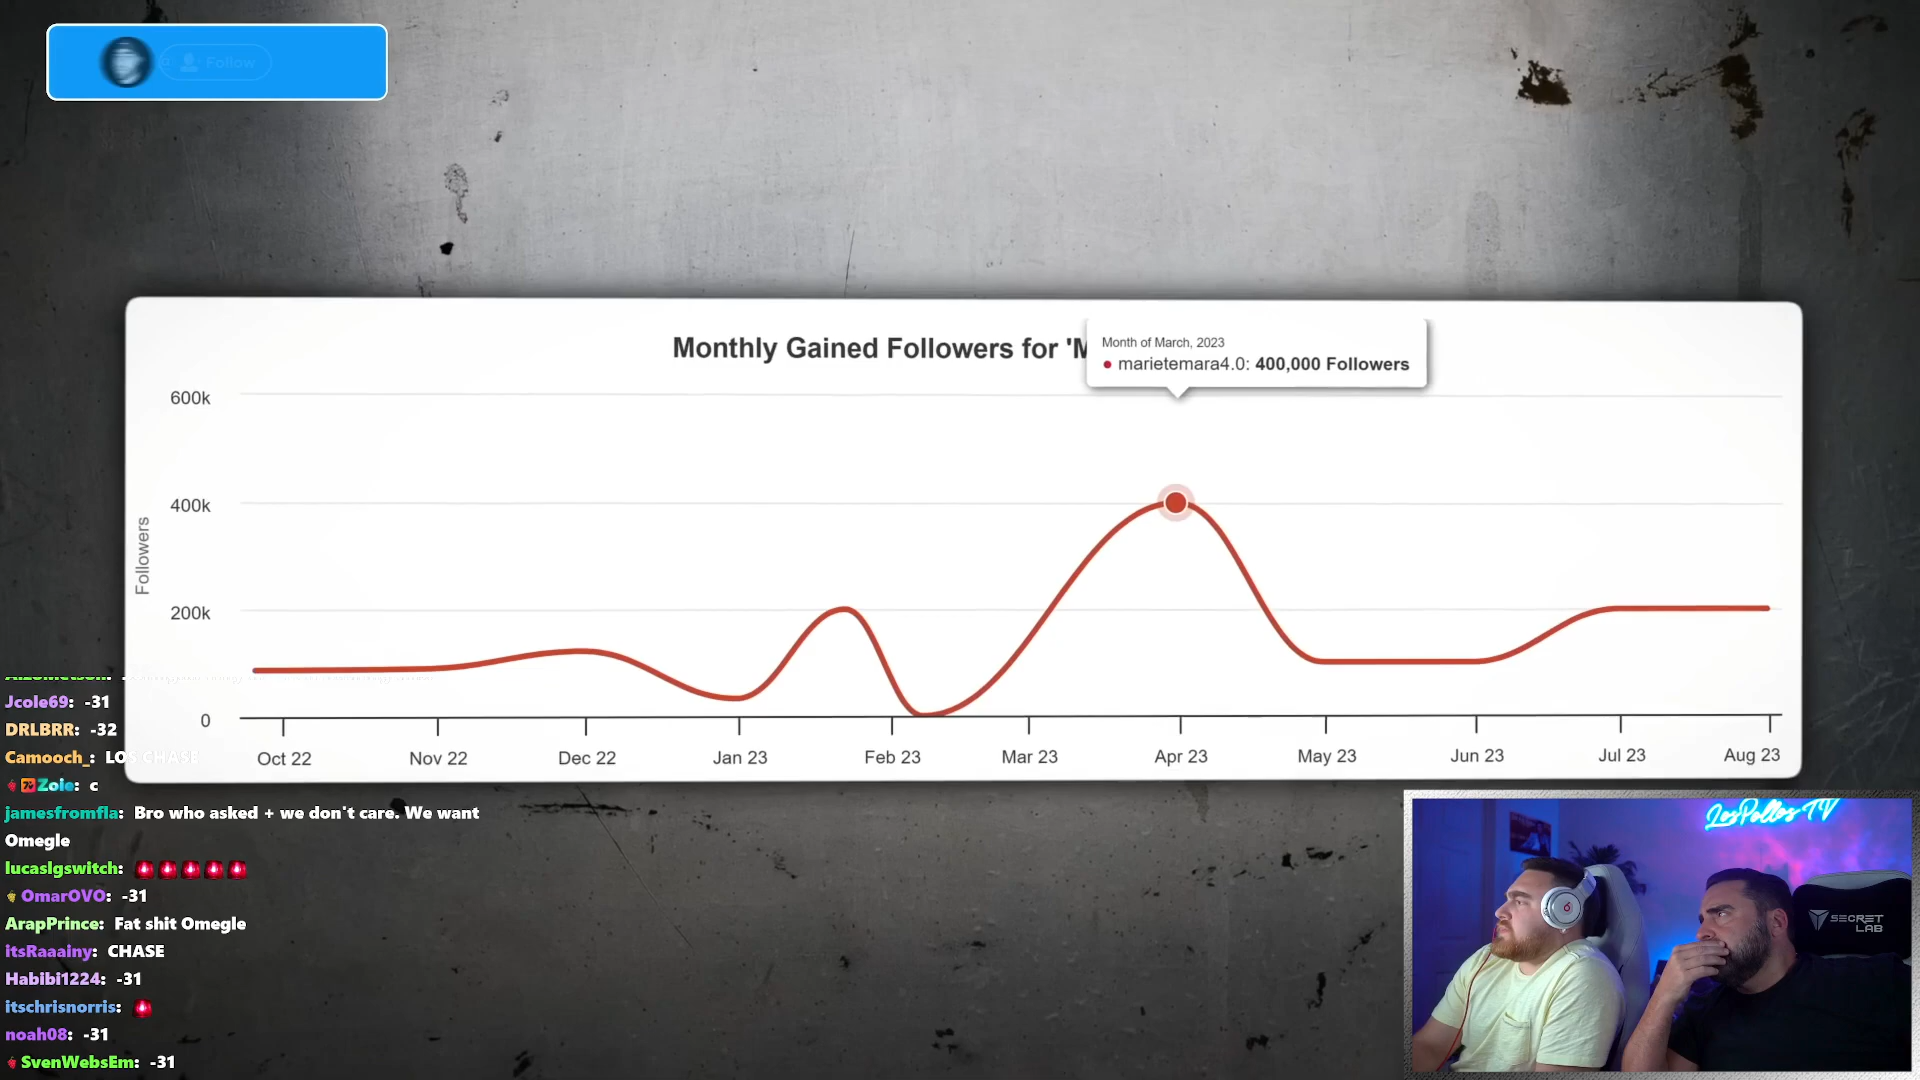 Follow
Monthly Gained Followers for 'M
Month of March, 2023
marietemara4.0: 400,000 Followers
600k
400k
200k
0
Followers
Oct 22
Nov 22
Dec 22
Jan 23
Feb 23
Mar 23
Apr 23
May 23
Jun 23
Jul 23
Aug 23
Jcole69: -31
DRLBRR: -32
Camooch_: LOS CHASE
Zoie: c
jamesfromfla: Bro who asked + we don't care. We want
Omegle
lucaslgswitch:
OmarOVO: -31
ArapPrince: Fat shit Omegle
itsRaaainy: CHASE
Habibi1224: -31
itschrisnorris:
noah08: -31
SvenWebsEm: -31
LosPollosTV
SECRET
LAB